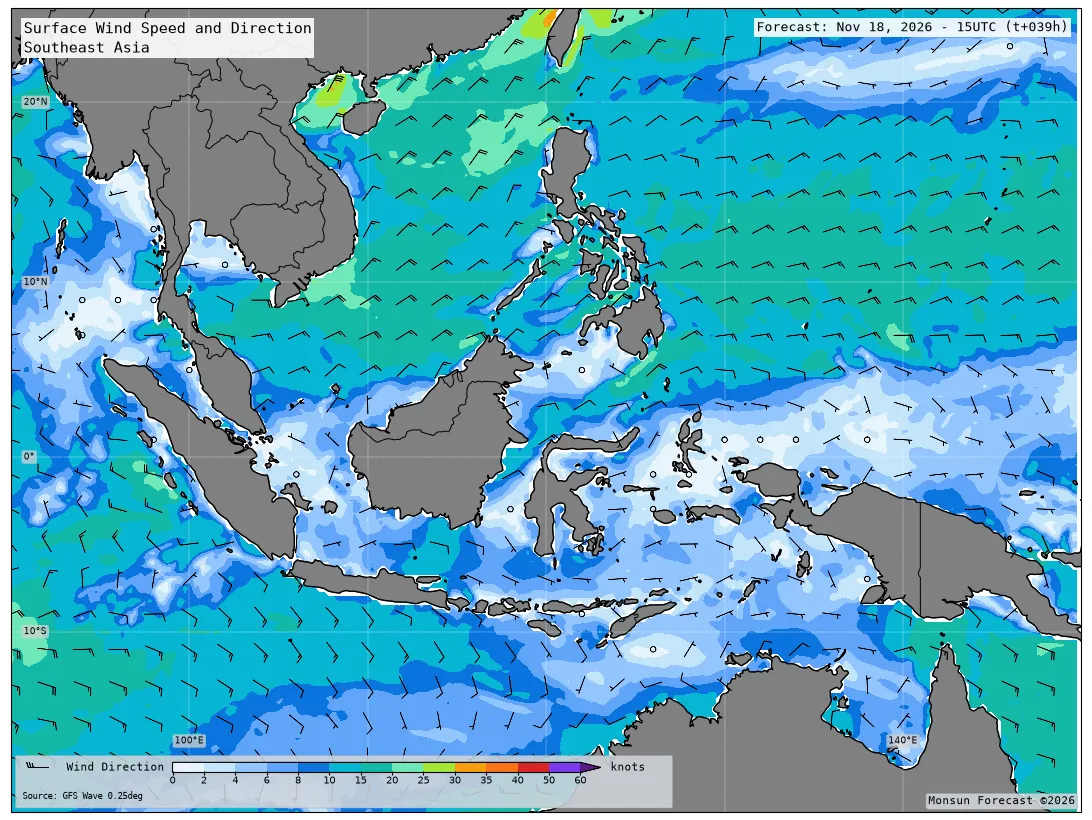 Surface Wind Speed and Direction
Southeast Asia
Forecast: Nov 18, 2026 - 15UTC (t+039h)
20°N
10°N
0°
10°S
100°E
140°E
Wind Direction
knots
0 2 4 6 8 10 15 20 25 30 35 40 50 60
Source: GFS Wave 0.25deg
Monsun Forecast ©2026